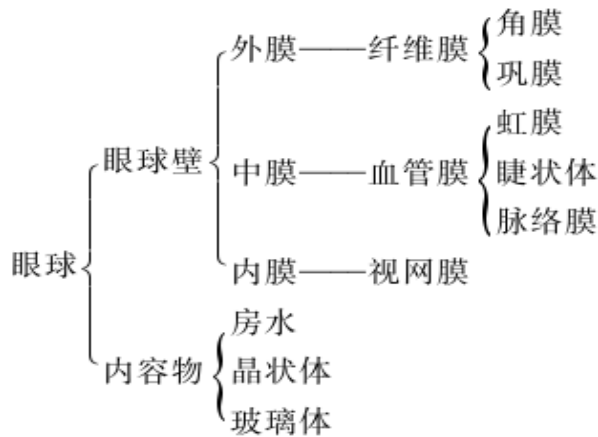 角膜
外膜——纤维膜
巩膜
虹膜
眼球壁
中膜——血管膜
睫状体
脉络膜
眼球
内膜——视网膜
房水
内容物
晶状体
玻璃体